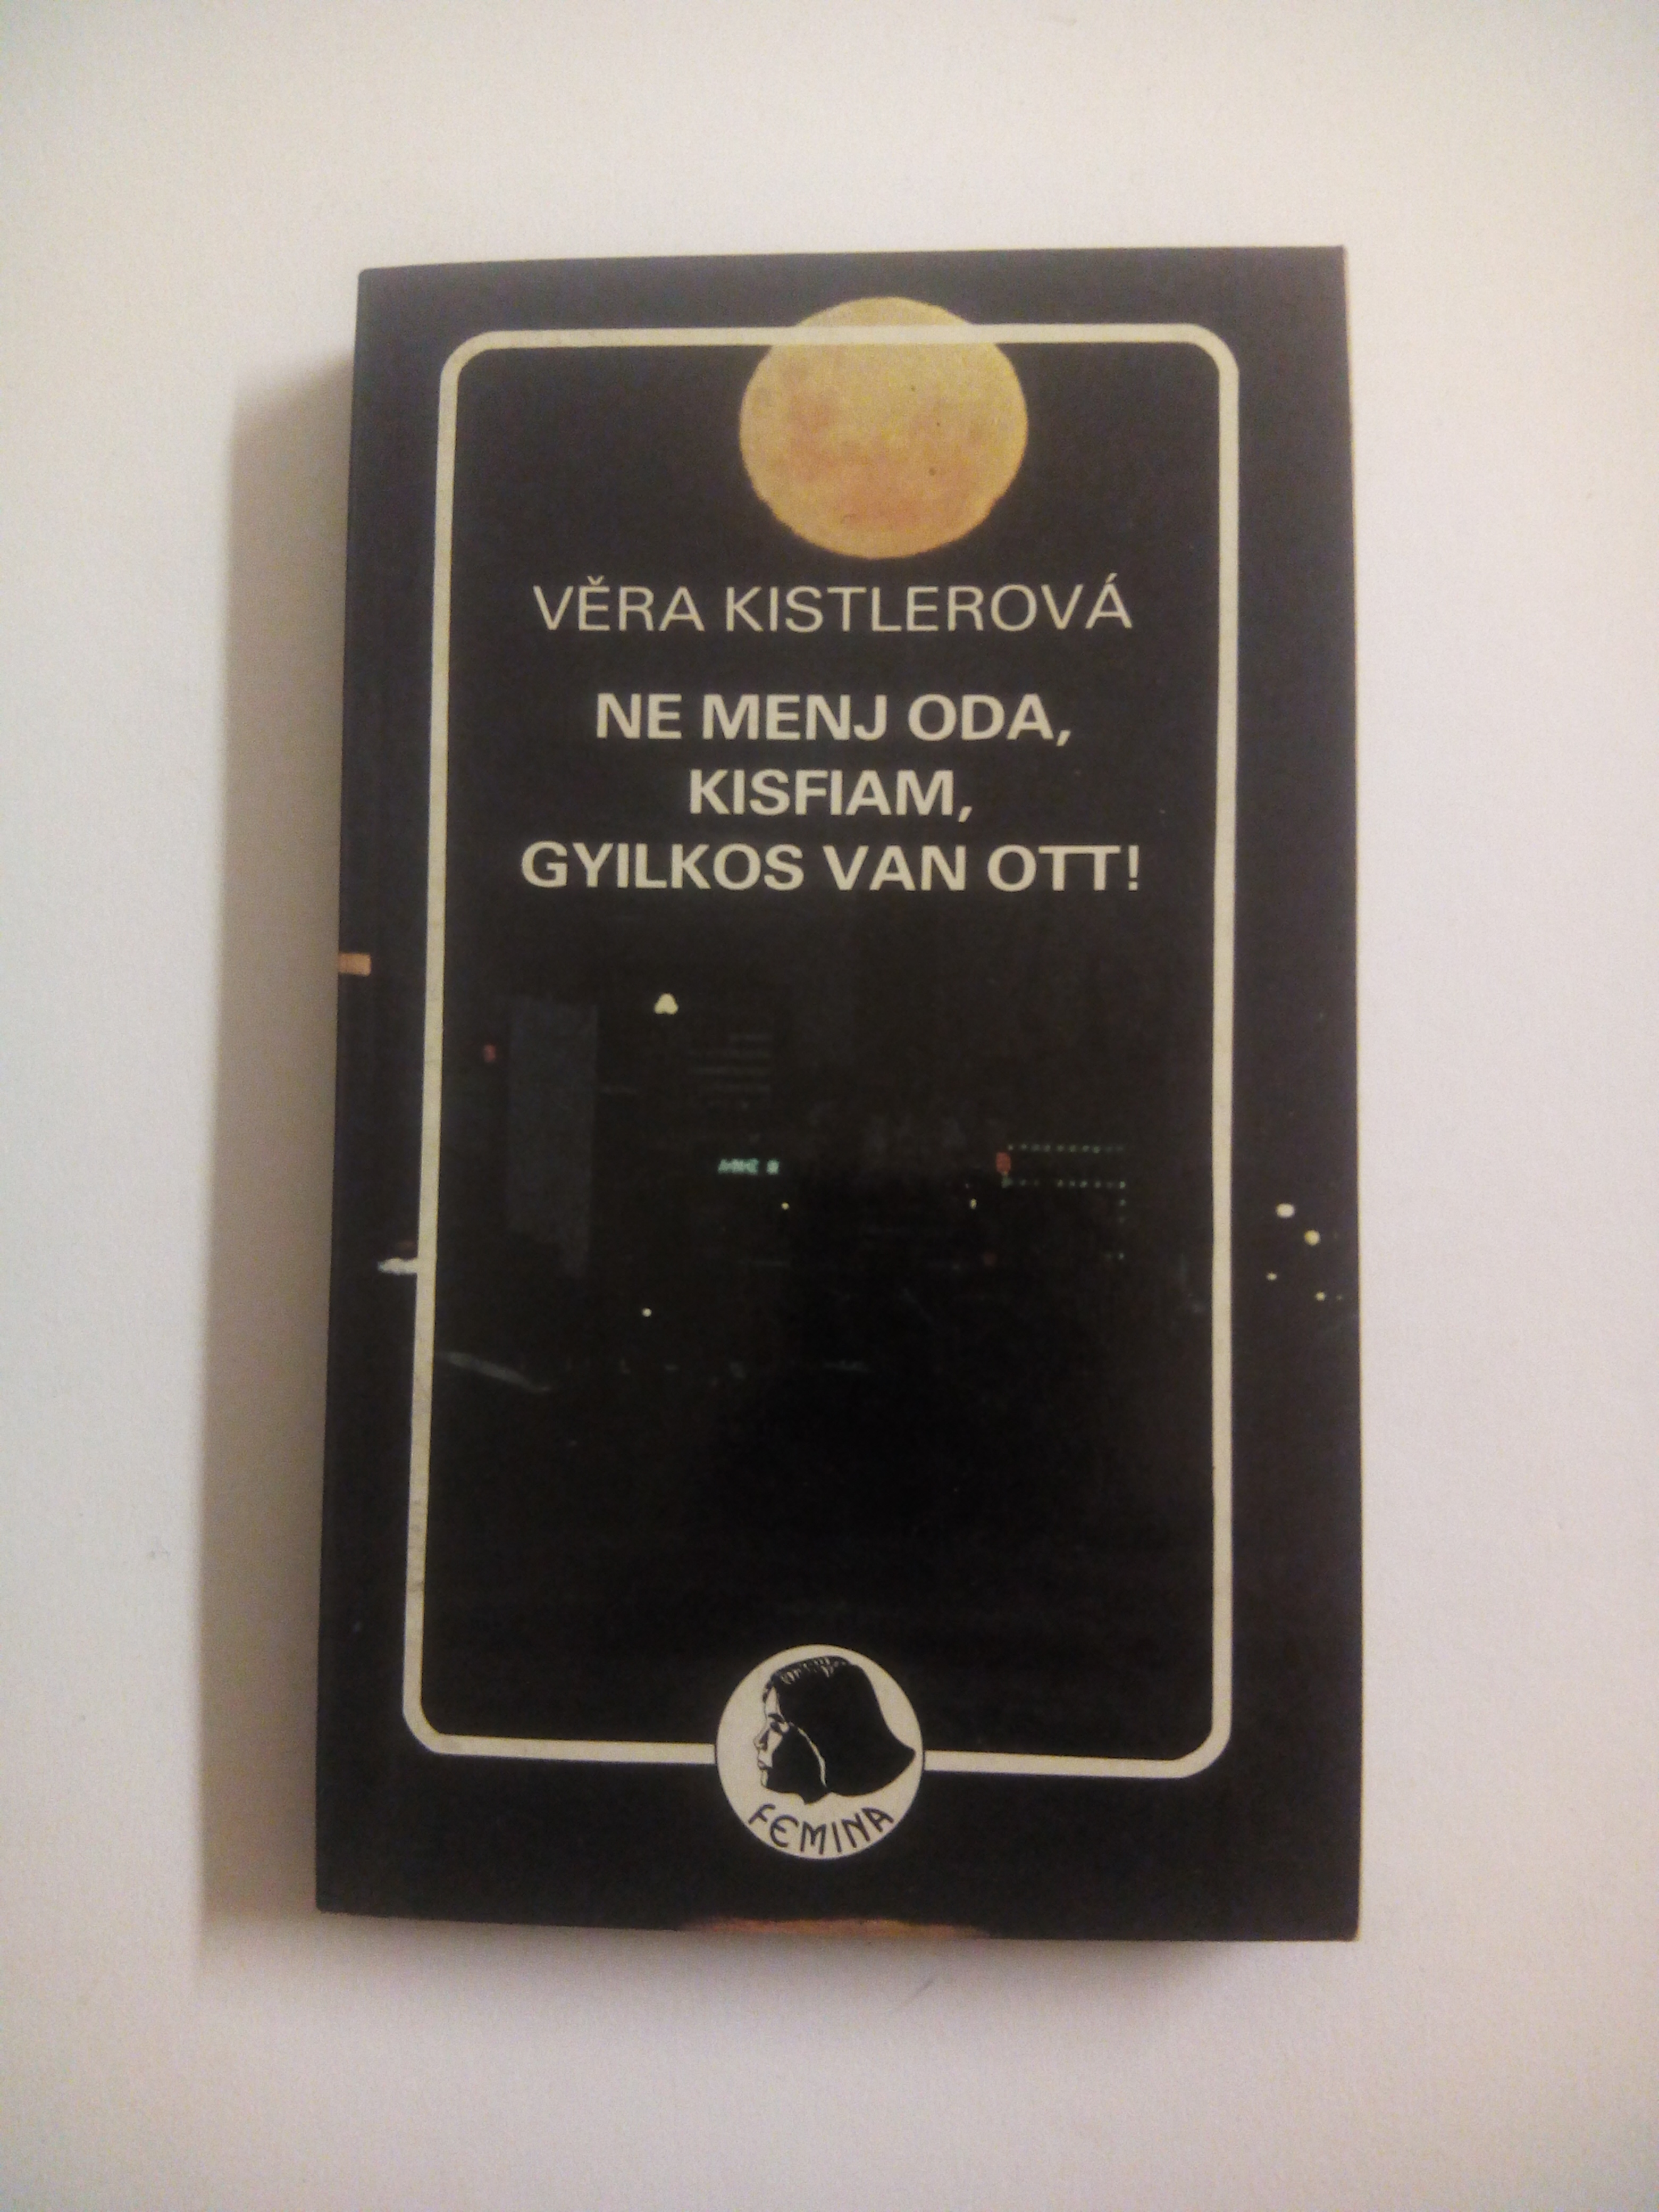 VĚRA KISTLEROVÁ
NE MENJ ODA,
KISFIAM,
GYILKOS VAN OTT!
FEMINA